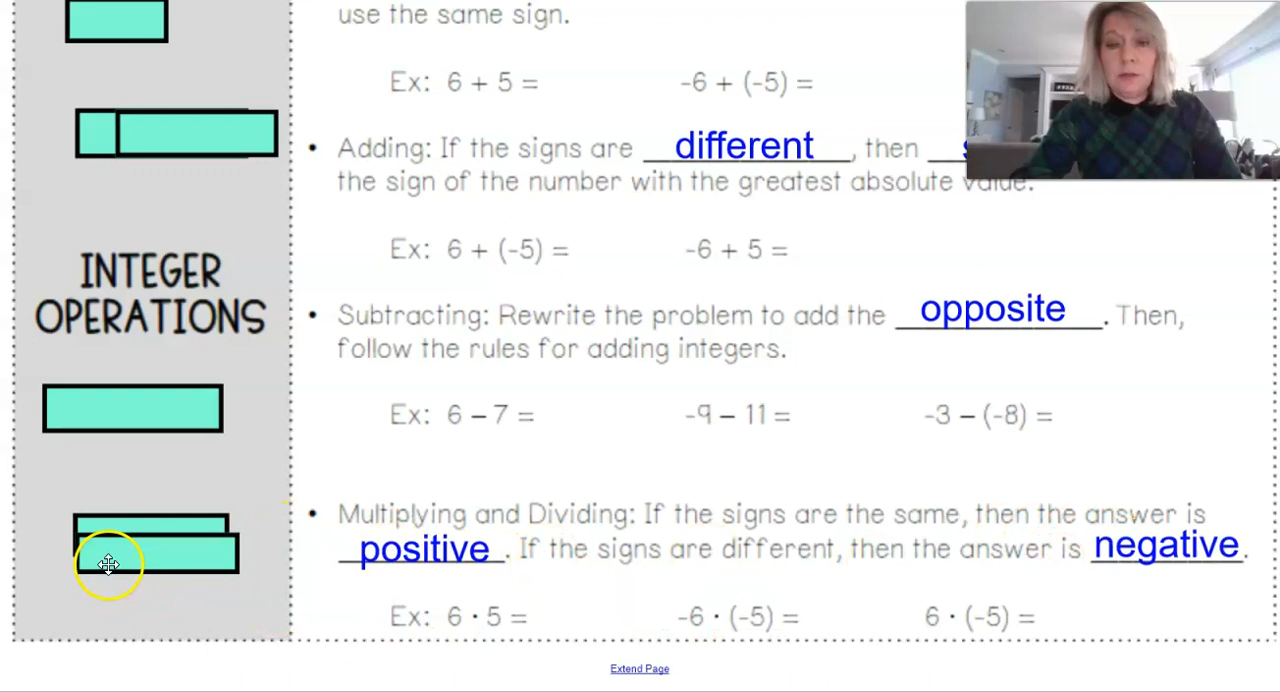 use the same sign.
Ex: 6 + 5 =
-6 + (-5) =
• Adding: If the signs are different, then
the sign of the number with the greatest absolute value.
Ex: 6 + (-5) =
-6 + 5 =
INTEGER
OPERATIONS
• Subtracting: Rewrite the problem to add the opposite. Then,
follow the rules for adding integers.
Ex: 6 – 7 =
-9 – 11 =
-3 – (-8) =
• Multiplying and Dividing: If the signs are the same, then the answer is
positive. If the signs are different, then the answer is negative.
Ex: 6 · 5 =
-6 · (-5) =
6 · (-5) =
Extend Page